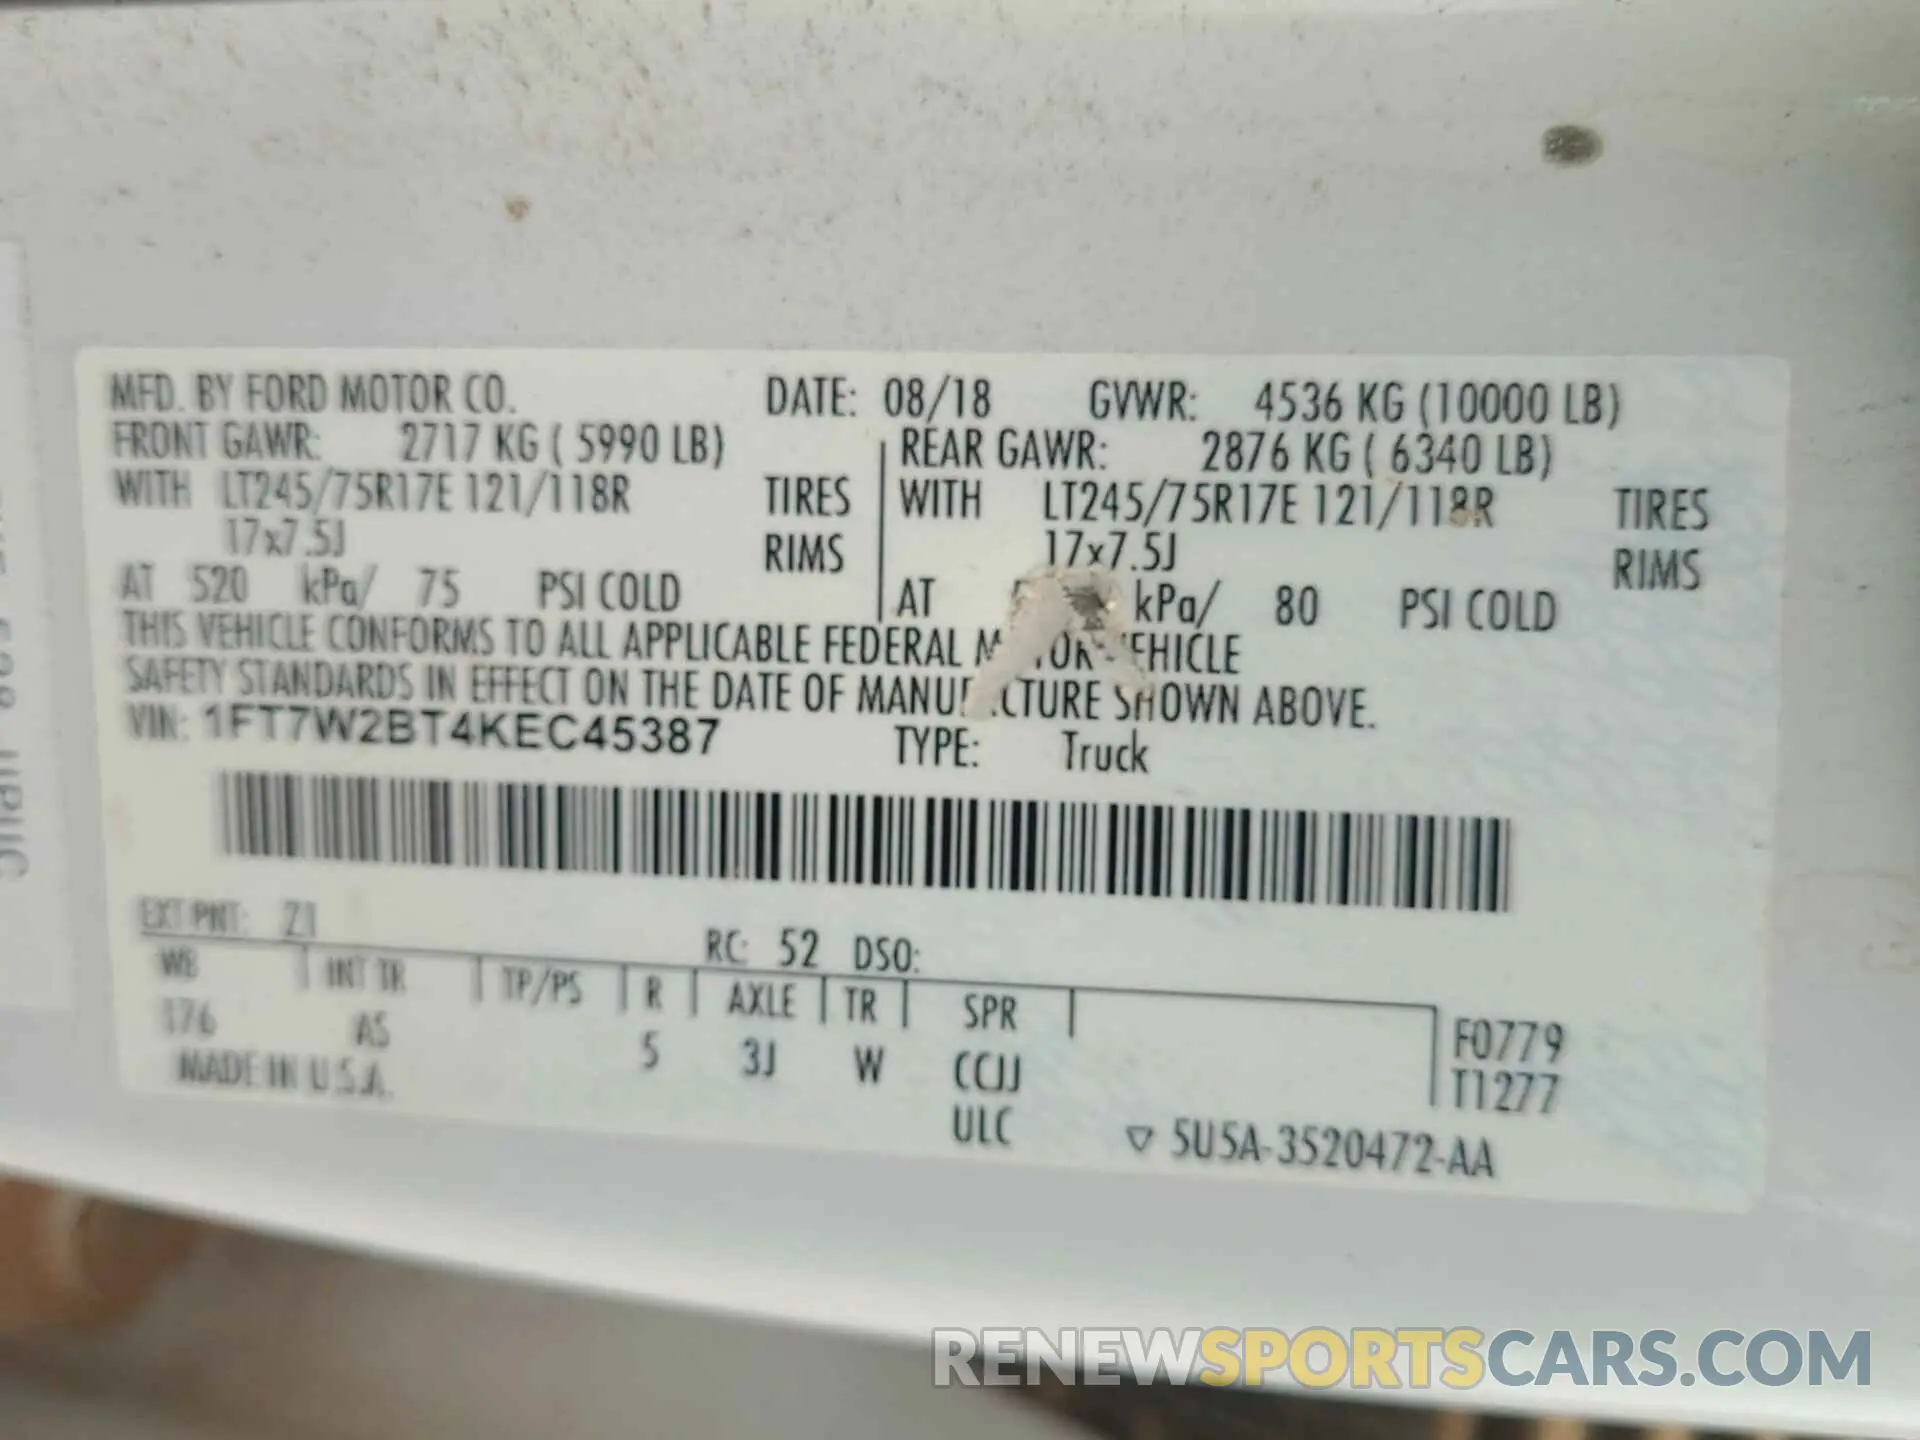 MFD. BY FORD MOTOR CO. DATE: 08/18 GVWR: 4536 KG (10000 LB)
FRONT GAWR: 2717 KG ( 5990 LB) REAR GAWR: 2876 KG ( 6340 LB)
WITH LT245/75R17E 121/118R TIRES WITH LT245/75R17E 121/118R TIRES
17x7.5J RIMS 17x7.5J RIMS
AT 520 kPa/ 75 PSI COLD AT kPa/ 80 PSI COLD
THIS VEHICLE CONFORMS TO ALL APPLICABLE FEDERAL MOTOR VEHICLE
SAFETY STANDARDS IN EFFECT ON THE DATE OF MANUFACTURE SHOWN ABOVE.
VIN: 1FT7W2BT4KEC45387 TYPE: Truck
EXT PNT: Z1 RC: 52 DSO:
WB INT TR TP/PS R AXLE TR SPR
176 AS 5 3J W CCJJ
F0779
T1277
MADE IN U.S.A. ULC
▽ 5U5A-3520472-AA
RENEWSPORTSCARS.COM